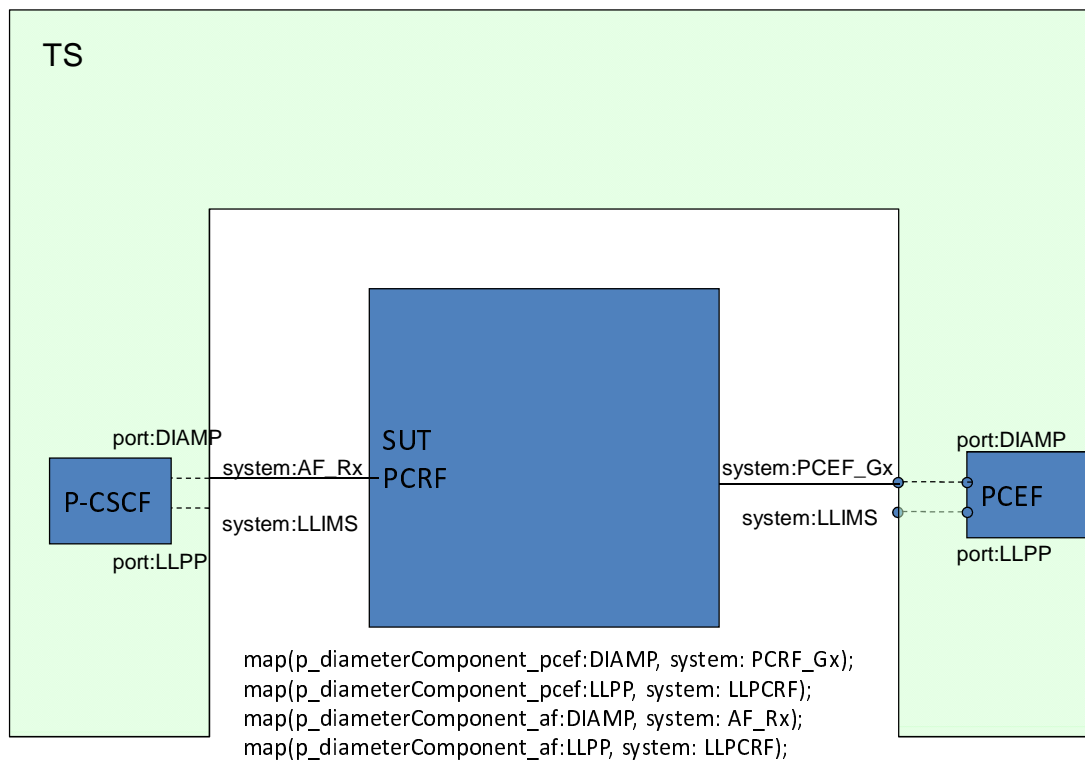 TS
port:DIAMP
P-CSCF
port:LLPP
system:AF_Rx
system:LLIMS
SUT
PCRF
system:PCEF_Gx
system:LLIMS
port:DIAMP
PCEF
port:LLPP
map(p_diameterComponent_pcef:DIAMP, system: PCRF_Gx);
map(p_diameterComponent_pcef:LLPP, system: LLPCRF);
map(p_diameterComponent_af:DIAMP, system: AF_Rx);
map(p_diameterComponent_af:LLPP, system: LLPCRF);